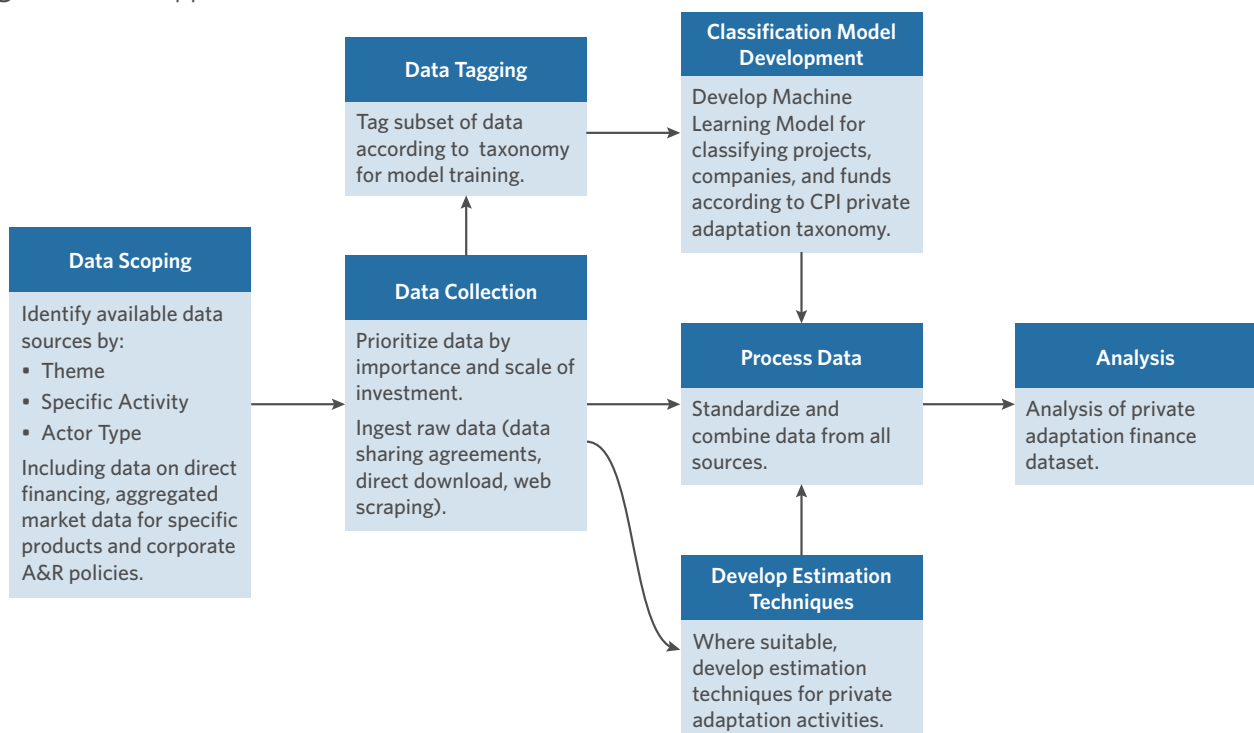 Classification Model
Development
Develop Machine
Learning Model for
classifying projects,
companies, and funds
according to CPI private
adaptation taxonomy.
Data Tagging
Tag subset of data
according to taxonomy
for model training.
Data Scoping
Identify available data
sources by:
• Theme
• Specific Activity
• Actor Type
Including data on direct
financing, aggregated
market data for specific
products and corporate
A&R policies.
Data Collection
Prioritize data by
importance and scale of
investment.
Ingest raw data (data
sharing agreements,
direct download, web
scraping).
Process Data
Standardize and
combine data from all
sources.
Analysis
Analysis of private
adaptation finance
dataset.
Develop Estimation
Techniques
Where suitable,
develop estimation
techniques for private
adaptation activities.